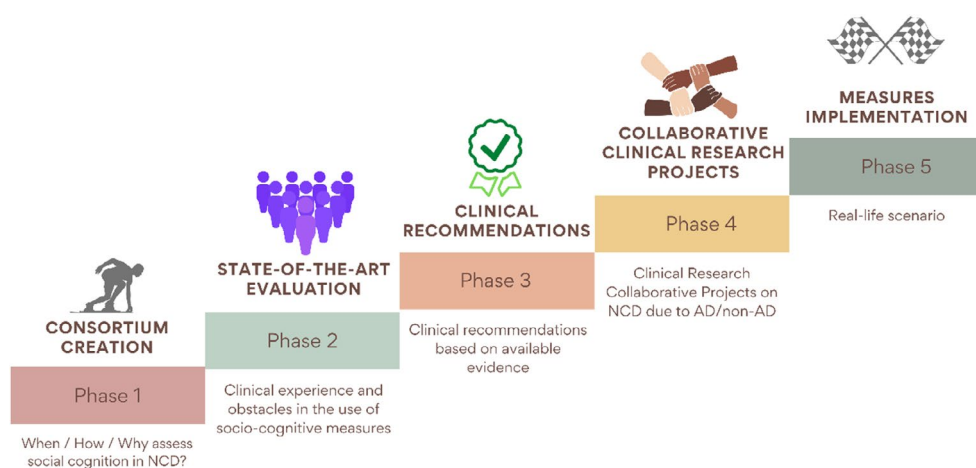 CONSORTIUM
CREATION
Phase 1
When / How / Why assess
social cognition in NCD?
STATE-OF-THE-ART
EVALUATION
Phase 2
Clinical experience and
obstacles in the use of
socio-cognitive measures
CLINICAL
RECOMMENDATIONS
Phase 3
Clinical recommendations
based on available
evidence
COLLABORATIVE
CLINICAL RESEARCH
PROJECTS
Phase 4
Clinical Research
Collaborative Projects on
NCD due to AD/non-AD
MEASURES
IMPLEMENTATION
Phase 5
Real-life scenario